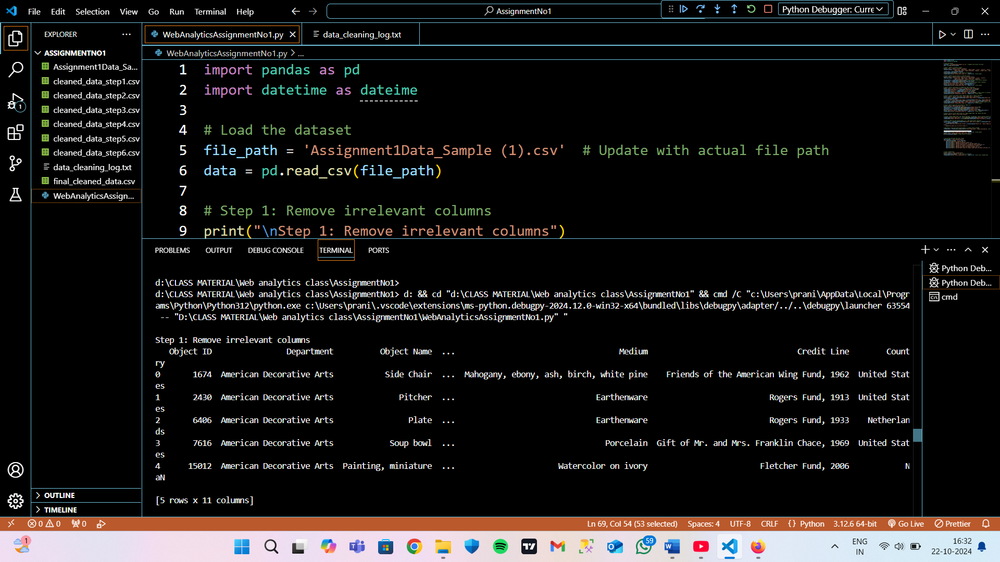 File Edit Selection View Go Run Terminal Help
AssignmentNo1
Python Debugger: Curre
EXPLORER
ASSIGNMENTNO1
Assignment1Data_Sa...
cleaned_data_step1.csv
cleaned_data_step2.csv
cleaned_data_step3.csv
cleaned_data_step4.csv
cleaned_data_step5.csv
cleaned_data_step6.csv
data_cleaning_log.txt
final_cleaned_data.csv
WebAnalyticsAssign...
OUTLINE
TIMELINE
1
WebAnalyticsAssignmentNo1.py
data_cleaning_log.txt
WebAnalyticsAssignmentNo1.py > ...
1 import pandas as pd
2 import datetime as dateime
3
4 # Load the dataset
5 file_path = 'Assignment1Data_Sample (1).csv'  # Update with actual file path
6 data = pd.read_csv(file_path)
7
8 # Step 1: Remove irrelevant columns
9 print("\nStep 1: Remove irrelevant columns")
PROBLEMS OUTPUT DEBUG CONSOLE TERMINAL PORTS
Python Deb...
Python Deb...
cmd
d:\CLASS MATERIAL\Web analytics class\AssignmentNo1>
d:\CLASS MATERIAL\Web analytics class\AssignmentNo1> d: && cd "d:\CLASS MATERIAL\Web analytics class\AssignmentNo1" && cmd /C "c:\Users\prani\AppData\Local\Progr
ams\Python\Python312\python.exe c:\Users\prani\.vscode\extensions\ms-python.debugpy-2024.12.0-win32-x64\bundled\libs\debugpy\adapter/../..\debugpy\launcher 63554
-- "D:\CLASS MATERIAL\Web analytics class\AssignmentNo1\WebAnalyticsAssignmentNo1.py" "
Step 1: Remove irrelevant columns
Object ID Department Object Name ... Medium Credit Line Count
ry
0 1674 American Decorative Arts Side Chair ... Mahogany, ebony, ash, birch, white pine Friends of the American Wing Fund, 1962 United Stat
es
1 2430 American Decorative Arts Pitcher ... Earthenware Rogers Fund, 1913 United Stat
es
2 6406 American Decorative Arts Plate ... Earthenware Rogers Fund, 1933 Netherlan
ds
3 7616 American Decorative Arts Soup bowl ... Porcelain Gift of Mr. and Mrs. Franklin Chace, 1969 United Stat
es
4 15012 American Decorative Arts Painting, miniature ... Watercolor on ivory Fletcher Fund, 2006 N
aN
[5 rows x 11 columns]
0 0 0 Ln 69, Col 54 (53 selected) Spaces: 4 UTF-8 CRLF {} Python 3.12.6 64-bit Go Live Prettier
1
59
ENG
IN
16:32
22-10-2024